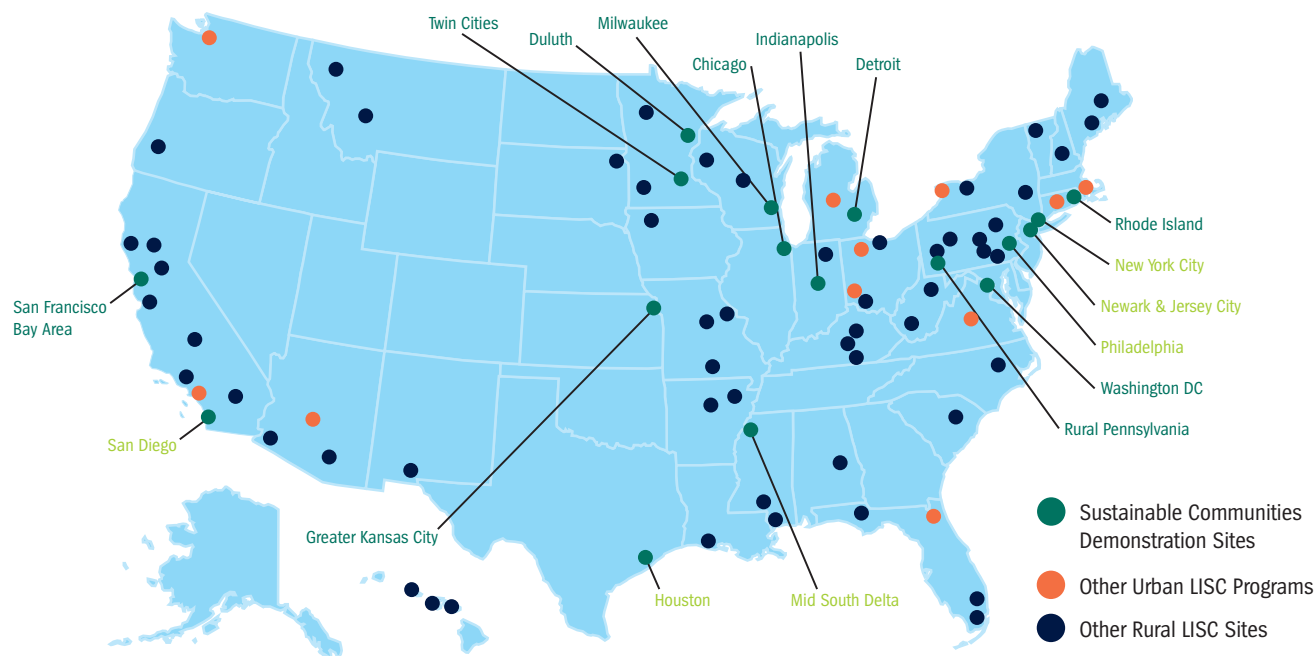 Twin Cities
Duluth
Milwaukee
Chicago
Indianapolis
Detroit
Rhode Island
New York City
Newark & Jersey City
Philadelphia
Washington DC
Rural Pennsylvania
San Francisco
Bay Area
San Diego
Greater Kansas City
Houston
Mid South Delta
Sustainable Communities
Demonstration Sites
Other Urban LISC Programs
Other Rural LISC Sites